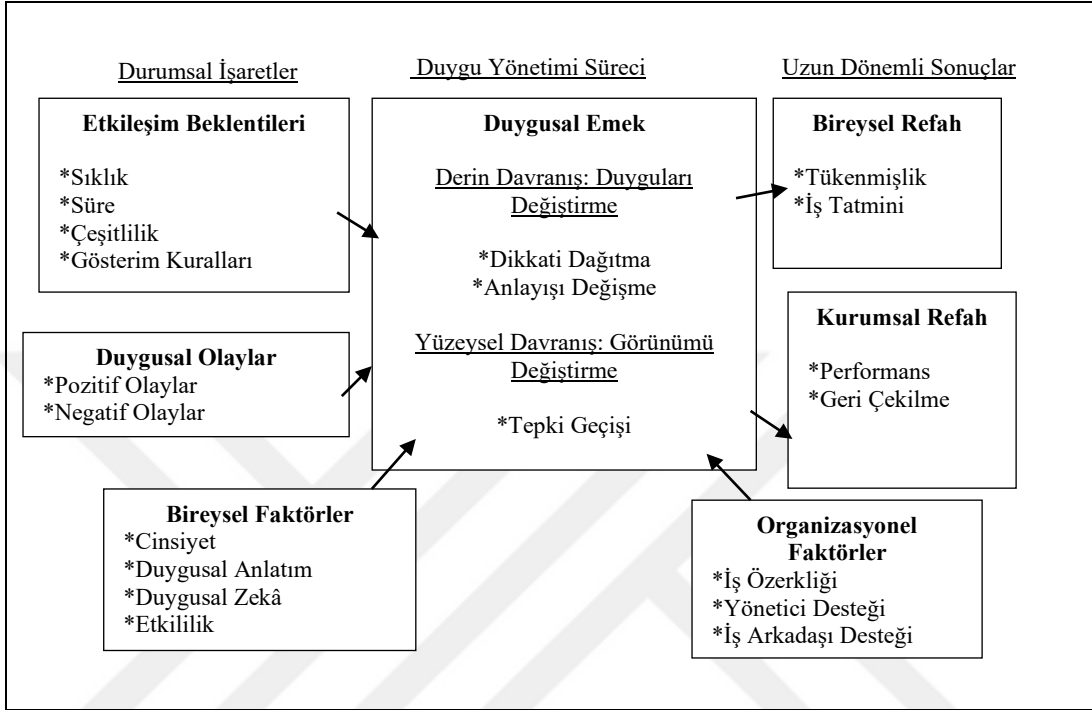 Durumsal İşaretler
Duygu Yönetimi Süreci
Uzun Dönemli Sonuçlar
Etkileşim Beklentileri
*Sıklık
*Süre
*Çeşitlilik
*Gösterim Kuralları
Duygusal Olaylar
*Pozitif Olaylar
*Negatif Olaylar
Bireysel Faktörler
*Cinsiyet
*Duygusal Anlatım
*Duygusal Zekâ
*Etkililik
Duygusal Emek
Derin Davranış: Duyguları
Değiştirme
*Dikkati Dağıtma
*Anlayışı Değişme
Yüzeysel Davranış: Görünümü
Değiştirme
*Tepki Geçişi
Bireysel Refah
*Tükenmişlik
*İş Tatmini
Kurumsal Refah
*Performans
*Geri Çekilme
Organizasyonel
Faktörler
*İş Özerkliği
*Yönetici Desteği
*İş Arkadaşı Desteği